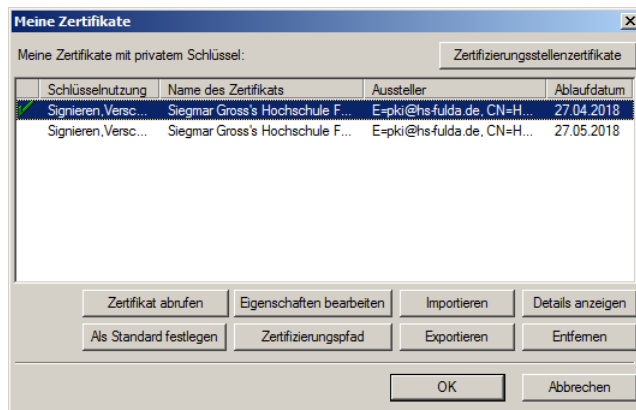 Meine Zertifikate
Meine Zertifikate mit privatem Schlüssel:
Zertifizierungsstellenzertifikate
Schlüsselnutzung Name des Zertifikats Aussteller Ablaufdatum
Signieren,Versc... Siegmar Gross's Hochschule F... E=pki@hs-fulda.de, CN=H... 27.04.2018
Signieren,Versc... Siegmar Gross's Hochschule F... E=pki@hs-fulda.de, CN=H... 27.05.2018
Zertifikat abrufen Eigenschaften bearbeiten Importieren Details anzeigen
Als Standard festlegen Zertifizierungspfad Exportieren Entfernen
OK Abbrechen